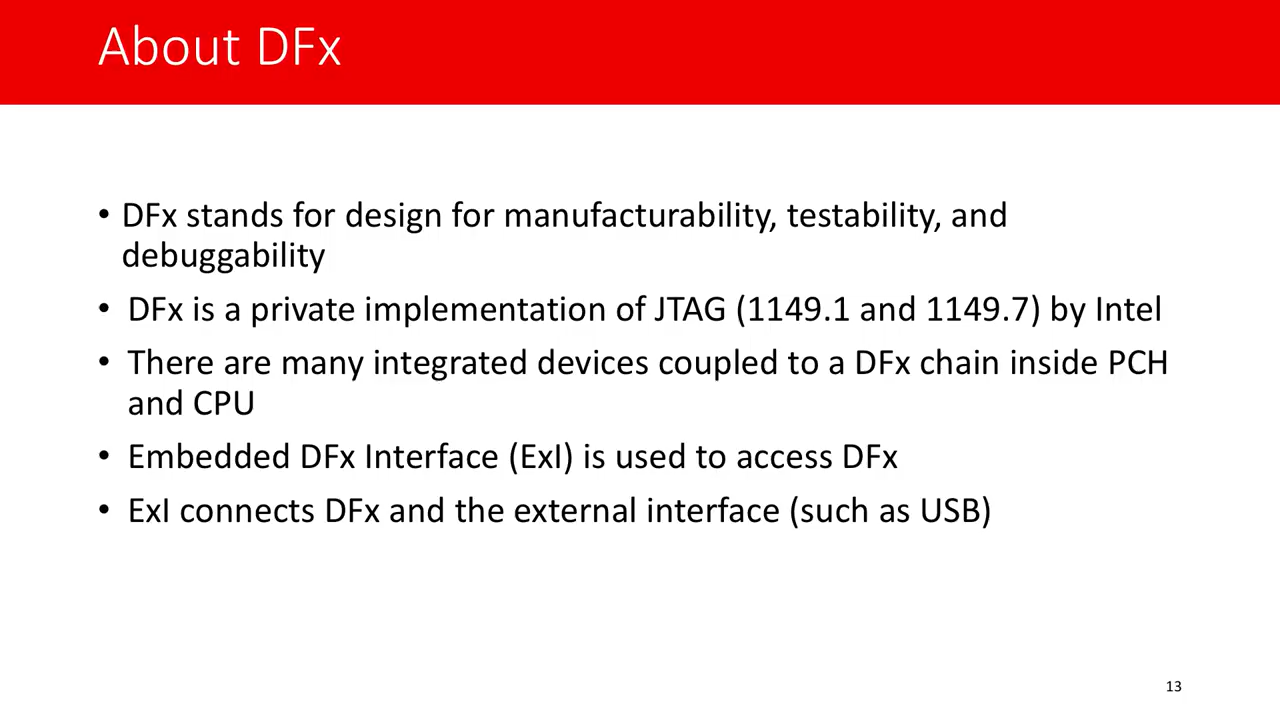 About DFx
• DFx stands for design for manufacturability, testability, and
debuggability
• DFx is a private implementation of JTAG (1149.1 and 1149.7) by Intel
• There are many integrated devices coupled to a DFx chain inside PCH
and CPU
• Embedded DFx Interface (ExI) is used to access DFx
• ExI connects DFx and the external interface (such as USB)
13